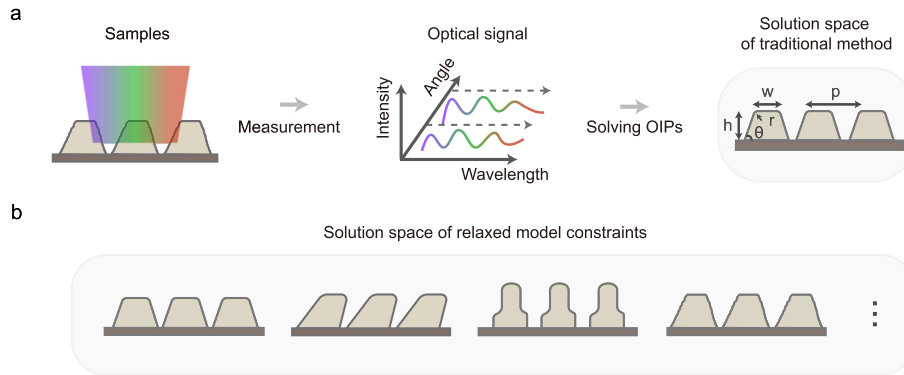 a
Samples
Measurement
Optical signal
Intensity
Angle
Wavelength
Solving OIPs
Solution space
of traditional method
w
p
h
r
θ
b
Solution space of relaxed model constraints